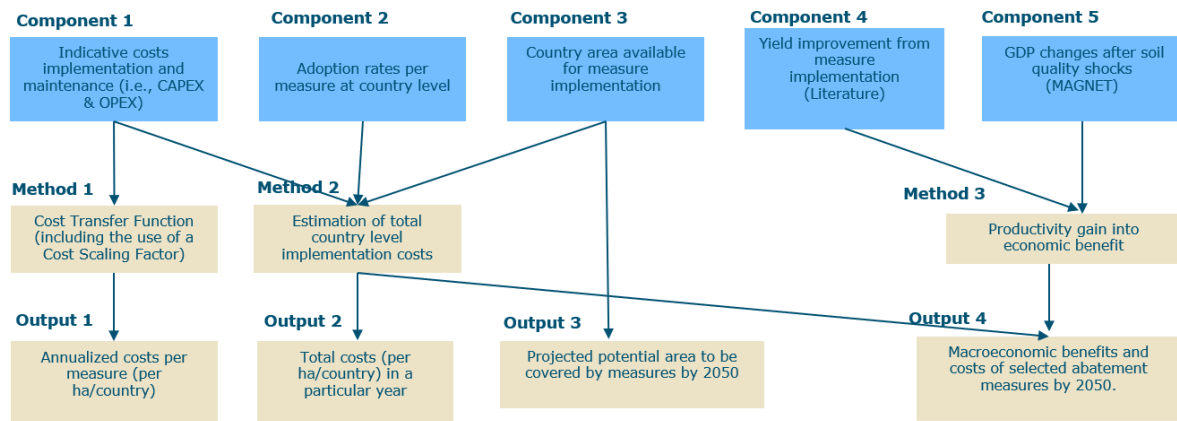 Component 1
Component 2
Component 3
Component 4
Component 5
Indicative costs
implementation and
maintenance (i.e., CAPEX
& OPEX)
Adoption rates per
measure at country level
Country area available
for measure
implementation
Yield improvement from
measure
implementation
(Literature)
GDP changes after soil
quality shocks
(MAGNET)
Method 1
Method 2
Method 3
Cost Transfer Function
(including the use of a
Cost Scaling Factor)
Estimation of total
country level
implementation costs
Productivity gain into
economic benefit
Output 1
Output 2
Output 3
Output 4
Annualized costs per
measure (per
ha/country)
Total costs (per
ha/country) in a
particular year
Projected potential area to be
covered by measures by 2050
Macroeconomic benefits and
costs of selected abatement
measures by 2050.